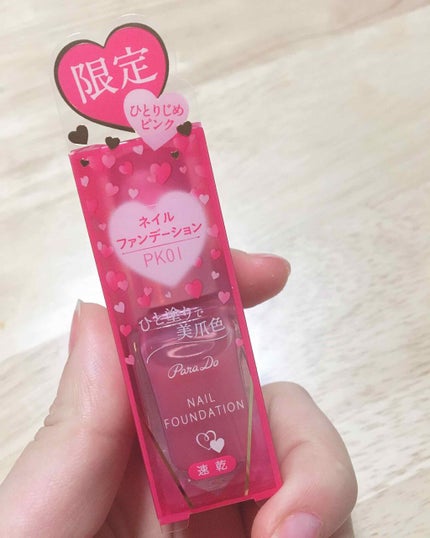 限定
ひとりじめ
ピンク
ネイル
ファンデーション
PK01
ひと塗りで
美爪色
ParaDo
NAIL
FOUNDATION
速乾